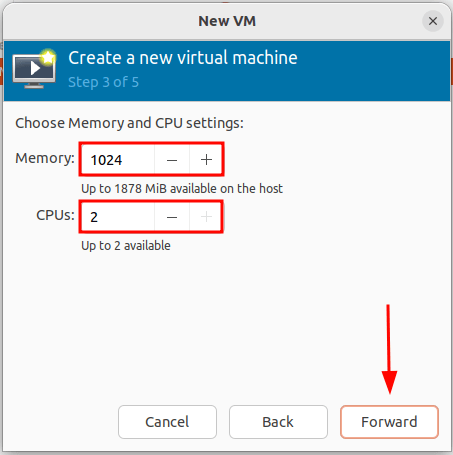 New VM
Create a new virtual machine
Step 3 of 5
Choose Memory and CPU settings:
Memory: 1024 − +
Up to 1878 MiB available on the host
CPUs: 2 − +
Up to 2 available
Cancel Back Forward